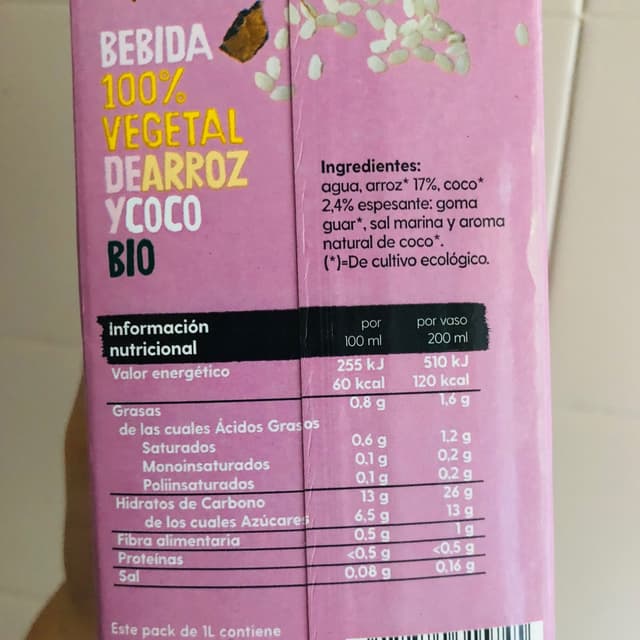 BEBIDA
100%
VEGETAL
DEARROZ
YCOCO
BIO
Ingredientes:
agua, arroz* 17%, coco*
2,4% espesante: goma
guar*, sal marina y aroma
natural de coco*.
(*)=De cultivo ecológico.
Información nutricional por 100 ml por vaso 200 ml
Valor energético 255 kJ 510 kJ
60 kcal 120 kcal
Grasas 0,8 g 1,6 g
de las cuales Ácidos Grasos
Saturados 0,6 g 1,2 g
Monoinsaturados 0,1 g 0,2 g
Poliinsaturados 0,1 g 0,2 g
Hidratos de Carbono 13 g 26 g
de los cuales Azúcares 6,5 g 13 g
Fibra alimentaria 0,5 g 1 g
Proteínas <0,5 g <0,5 g
Sal 0,08 g 0,16 g
Este pack de 1L contiene